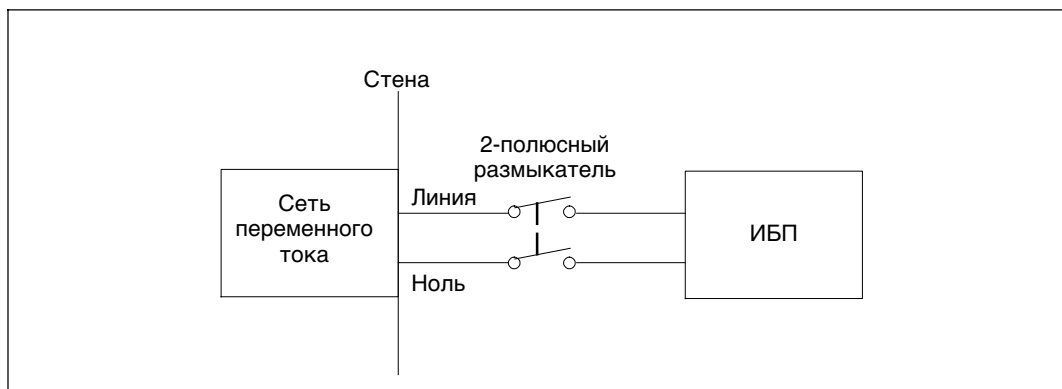 Стена
2-полюсный
размыкатель
Линия
Сеть
переменного
тока
ИБП
Ноль